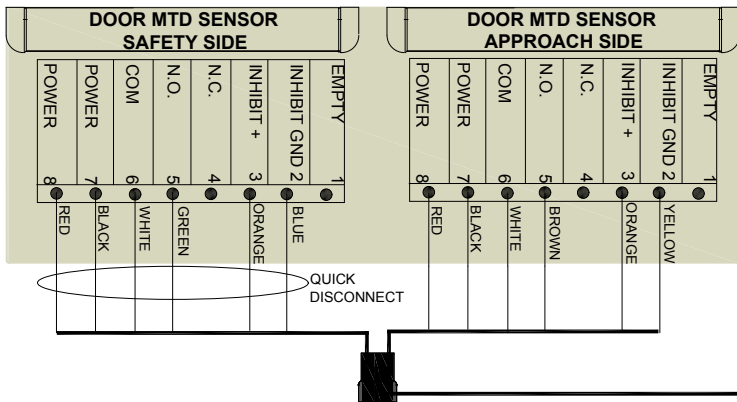 DOOR MTD SENSOR
SAFETY SIDE
POWER 8
POWER 7
COM 6
N.O. 5
N.C. 4
INHIBIT + 3
INHIBIT GND 2
EMPTY 1
RED
BLACK
WHITE
GREEN
ORANGE
BLUE
QUICK
DISCONNECT
DOOR MTD SENSOR
APPROACH SIDE
POWER 8
POWER 7
COM 6
N.O. 5
N.C. 4
INHIBIT + 3
INHIBIT GND 2
EMPTY 1
RED
BLACK
WHITE
BROWN
ORANGE
YELLOW